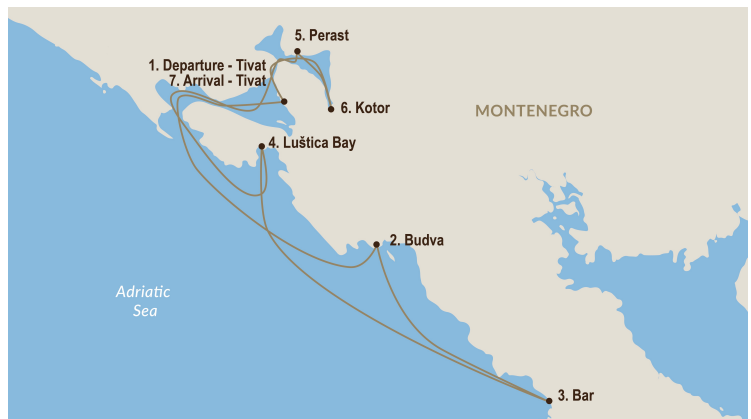 5. Perast
1. Departure - Tivat
7. Arrival - Tivat
6. Kotor
MONTENEGRO
4. Luštica Bay
2. Budva
Adriatic
Sea
3. Bar